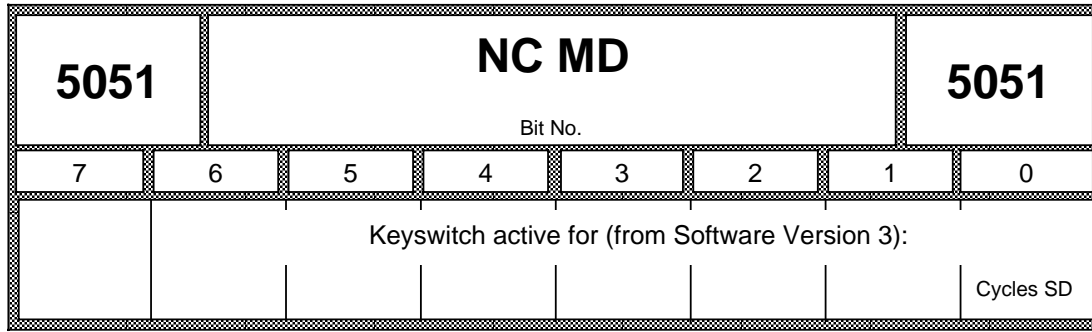 5051 NC MD 5051
Bit No.
7 6 5 4 3 2 1 0
Keyswitch active for (from Software Version 3):
Cycles SD